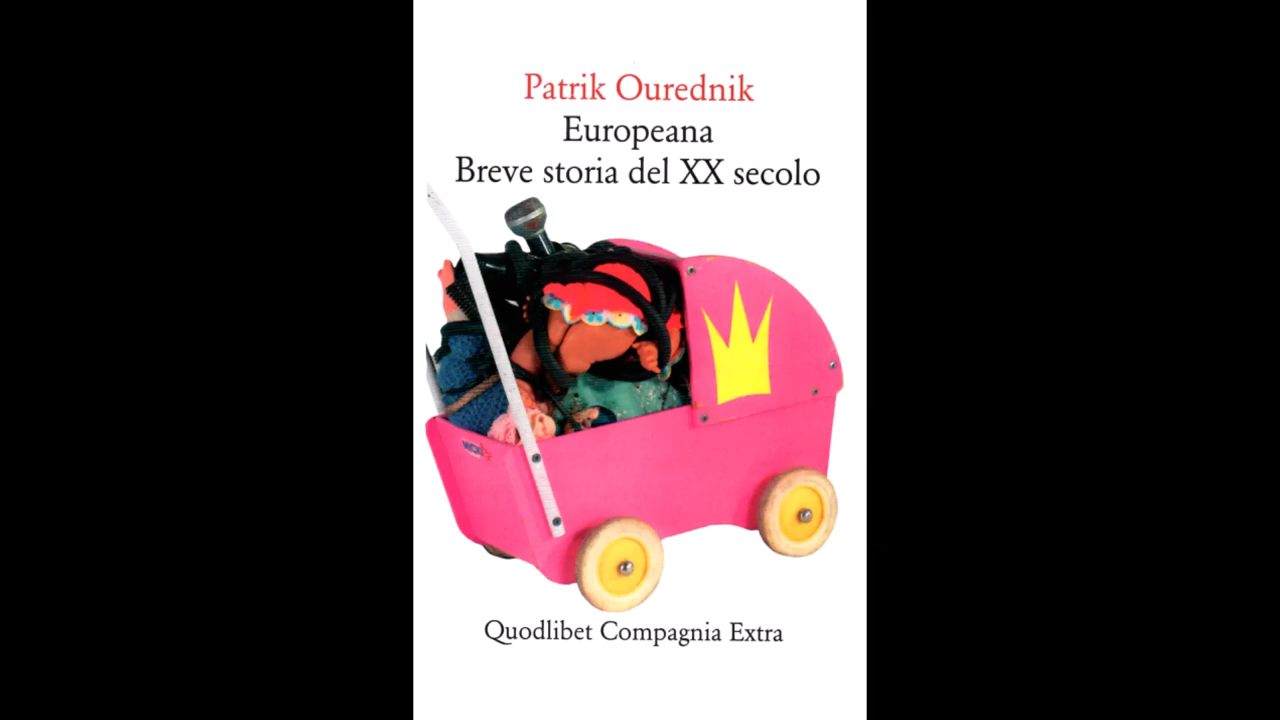 Patrik Ourednik
Europeana
Breve storia del XX secolo
Quodlibet Compagnia Extra